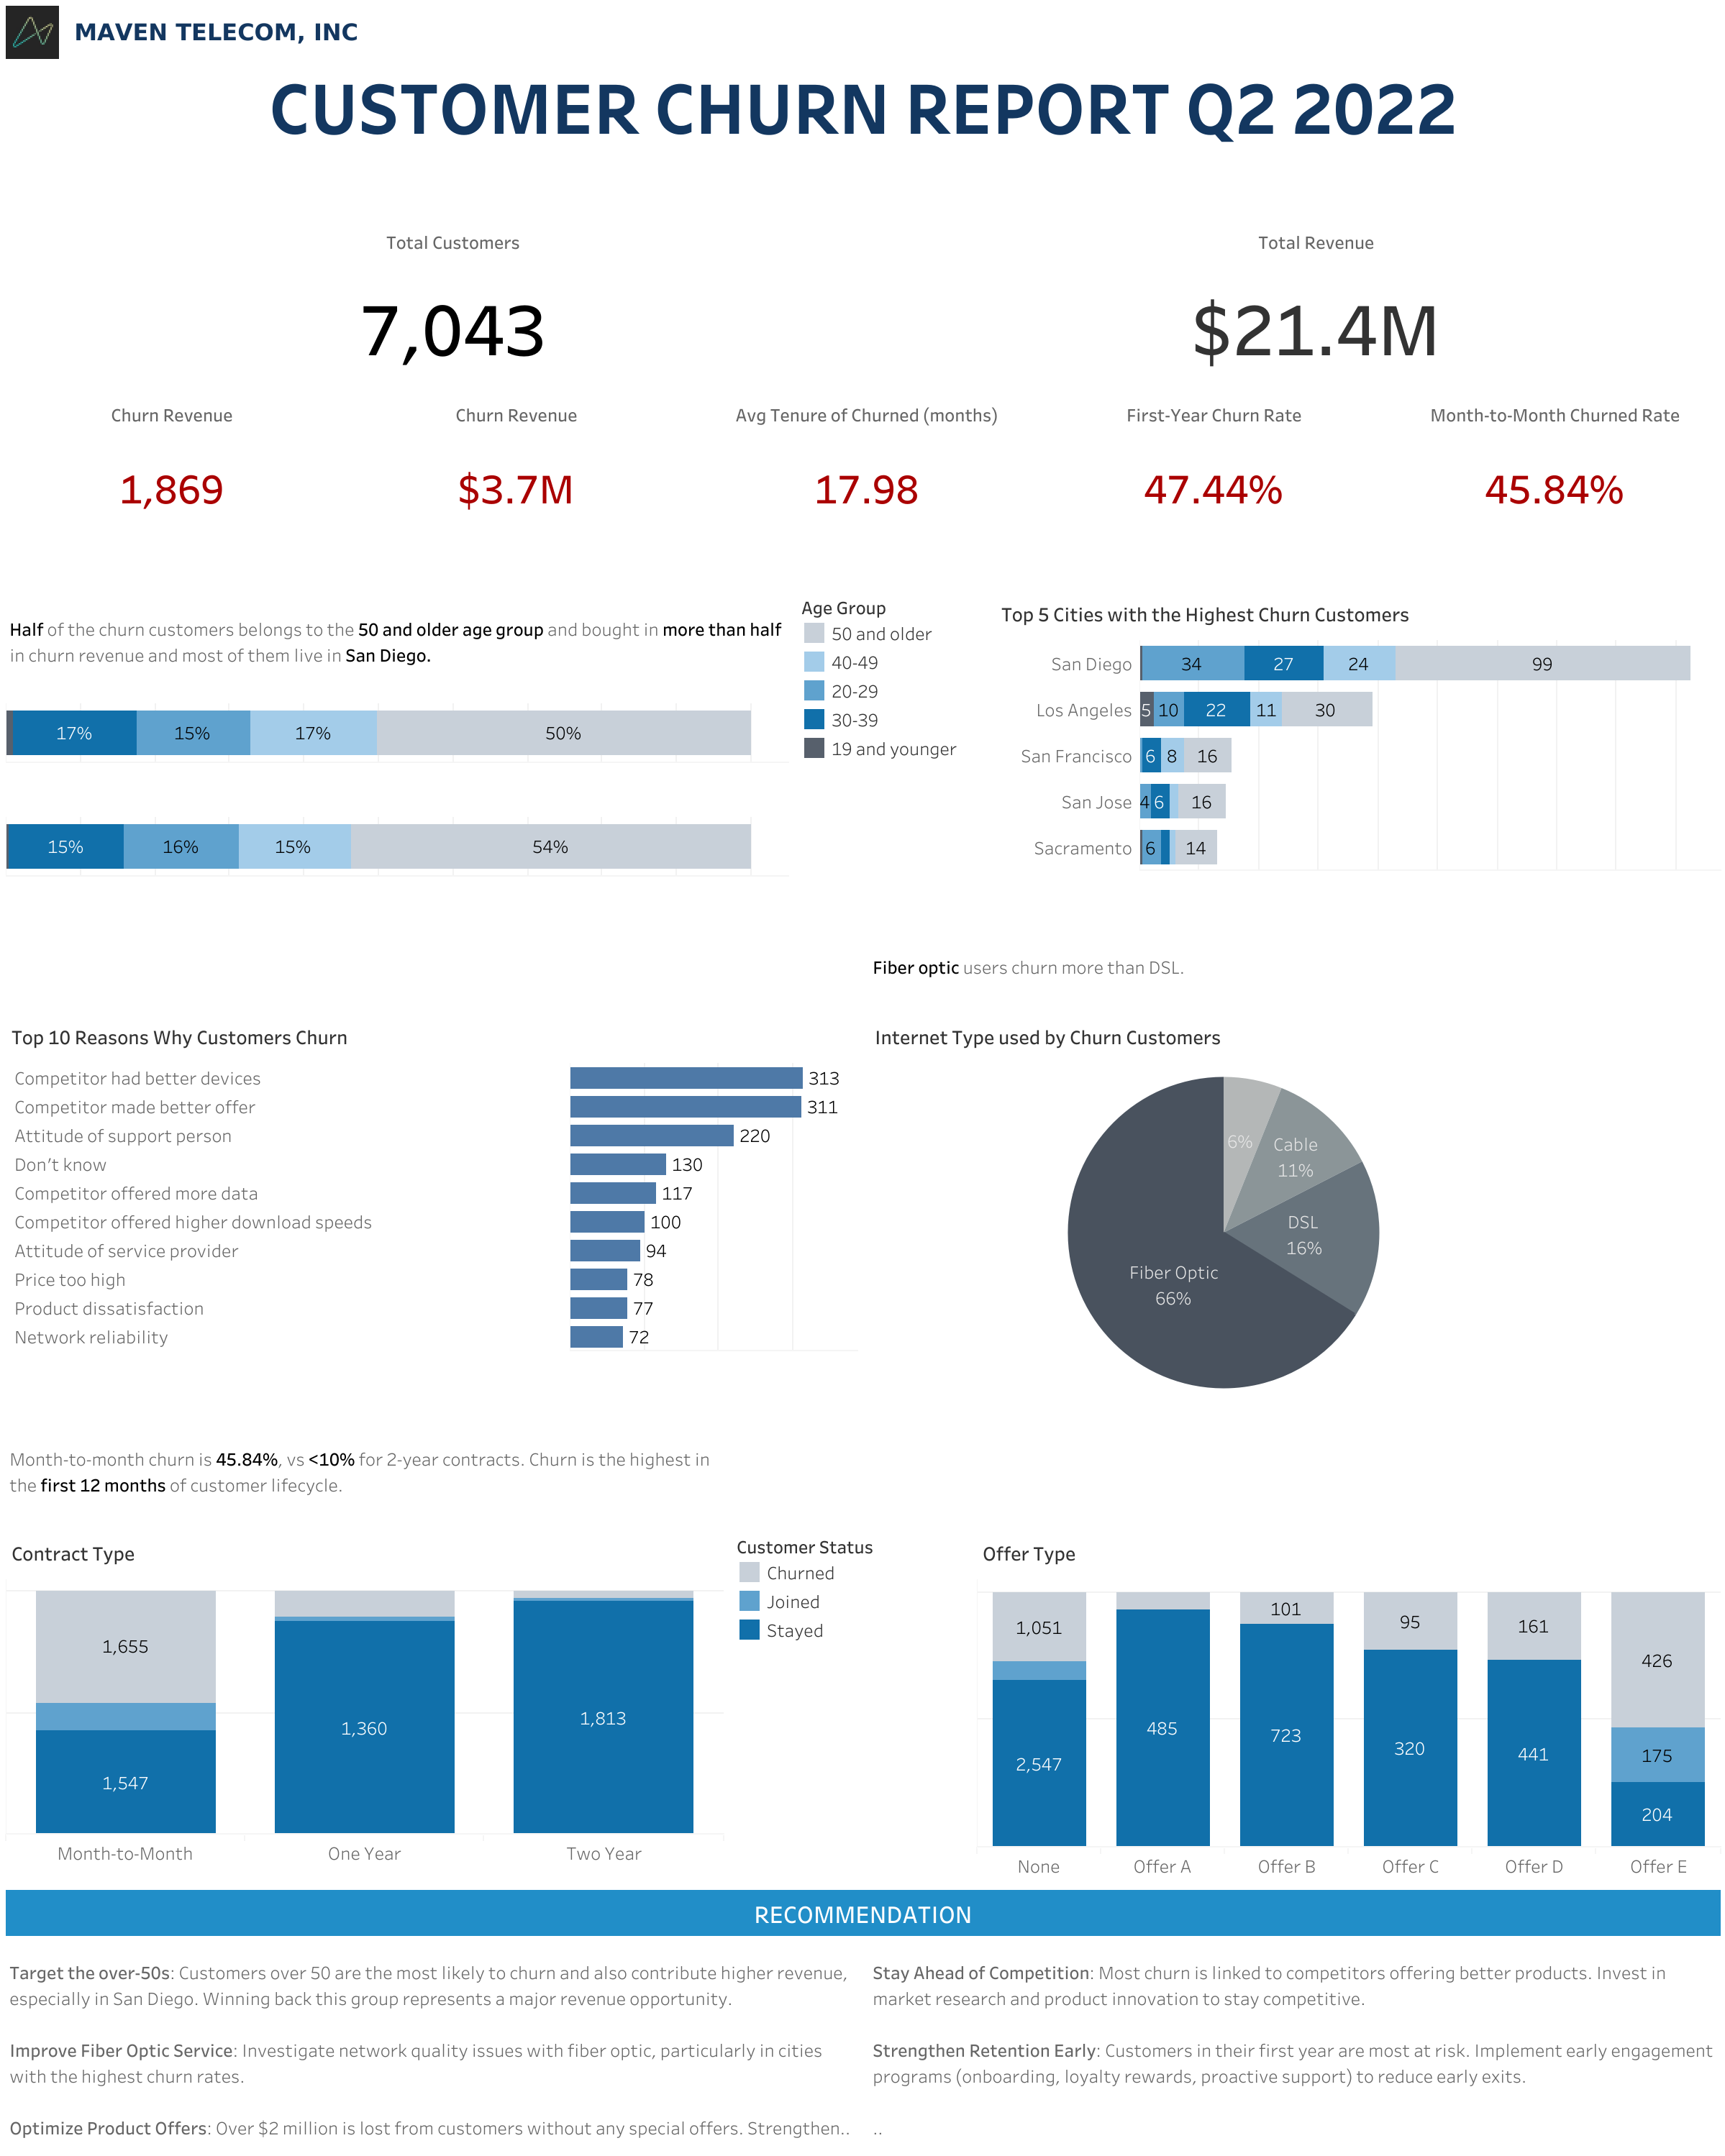 MAVEN TELECOM, INC
CUSTOMER CHURN REPORT Q2 2022
Total Customers
Total Revenue
7,043
$21.4M
Churn Revenue
Churn Revenue
Avg Tenure of Churned (months)
First-Year Churn Rate
Month-to-Month Churned Rate
1,869
$3.7M
17.98
47.44%
45.84%
Half of the churn customers belongs to the 50 and older age group and bought in more than half
in churn revenue and most of them live in San Diego.
17% 15% 17% 50%
15% 16% 15% 54%
Age Group
50 and older
40-49
20-29
30-39
19 and younger
Top 5 Cities with the Highest Churn Customers
San Diego 34 27 24 99
Los Angeles 5 10 22 11 30
San Francisco 6 8 16
San Jose 4 6 16
Sacramento 6 14
Fiber optic users churn more than DSL.
Top 10 Reasons Why Customers Churn
Competitor had better devices 313
Competitor made better offer 311
Attitude of support person 220
Don't know 130
Competitor offered more data 117
Competitor offered higher download speeds 100
Attitude of service provider 94
Price too high 78
Product dissatisfaction 77
Network reliability 72
Internet Type used by Churn Customers
6%
Cable
11%
DSL
16%
Fiber Optic
66%
Month-to-month churn is 45.84%, vs <10% for 2-year contracts. Churn is the highest in
the first 12 months of customer lifecycle.
Contract Type
1,655
1,547
1,360
1,813
Month-to-Month One Year Two Year
Customer Status
Churned
Joined
Stayed
Offer Type
1,051
2,547
485
101
723
95
320
161
441
426
175
204
None Offer A Offer B Offer C Offer D Offer E
RECOMMENDATION
Target the over-50s: Customers over 50 are the most likely to churn and also contribute higher revenue,
especially in San Diego. Winning back this group represents a major revenue opportunity.
Improve Fiber Optic Service: Investigate network quality issues with fiber optic, particularly in cities
with the highest churn rates.
Optimize Product Offers: Over $2 million is lost from customers without any special offers. Strengthen..
Stay Ahead of Competition: Most churn is linked to competitors offering better products. Invest in
market research and product innovation to stay competitive.
Strengthen Retention Early: Customers in their first year are most at risk. Implement early engagement
programs (onboarding, loyalty rewards, proactive support) to reduce early exits.
..